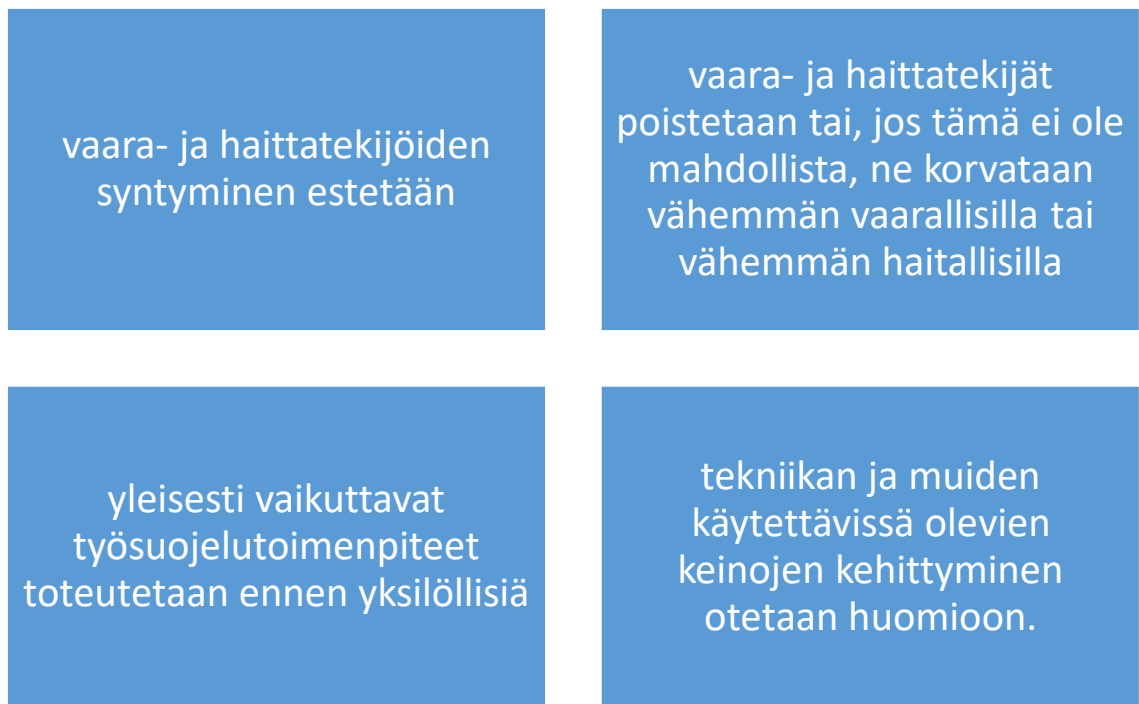 vaara- ja haittatekijöiden
syntyminen estetään
vaara- ja haittatekijät
poistetaan tai, jos tämä ei ole
mahdollista, ne korvataan
vähemmän vaarallisilla tai
vähemmän haitallisilla
yleisesti vaikuttavat
työsuojelutoimenpiteet
toteutetaan ennen yksilöllisiä
tekniikan ja muiden
käytettävissä olevien
keinojen kehittyminen
otetaan huomioon.